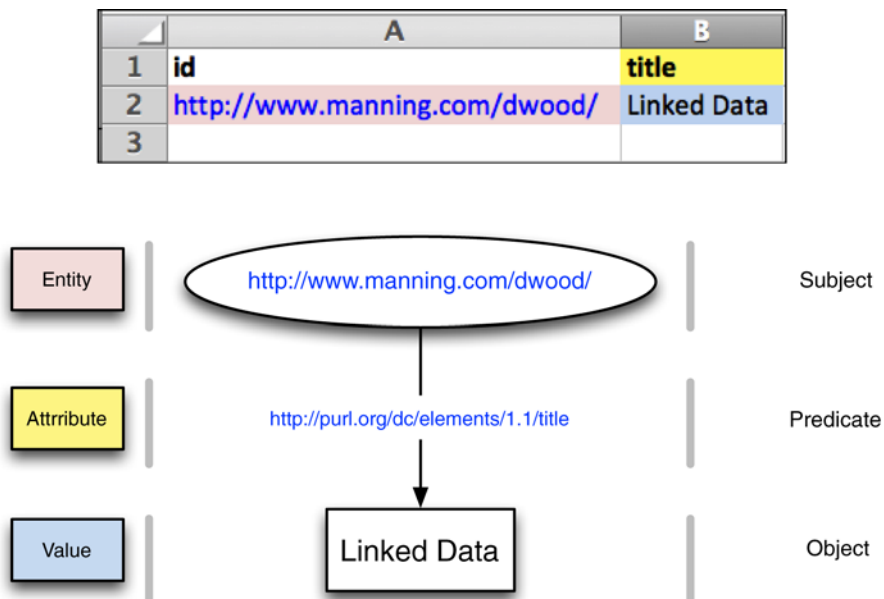 A B
1 id title
2 http://www.manning.com/dwood/ Linked Data
3
Entity http://www.manning.com/dwood/ Subject
Attrribute http://purl.org/dc/elements/1.1/title Predicate
Value Linked Data Object